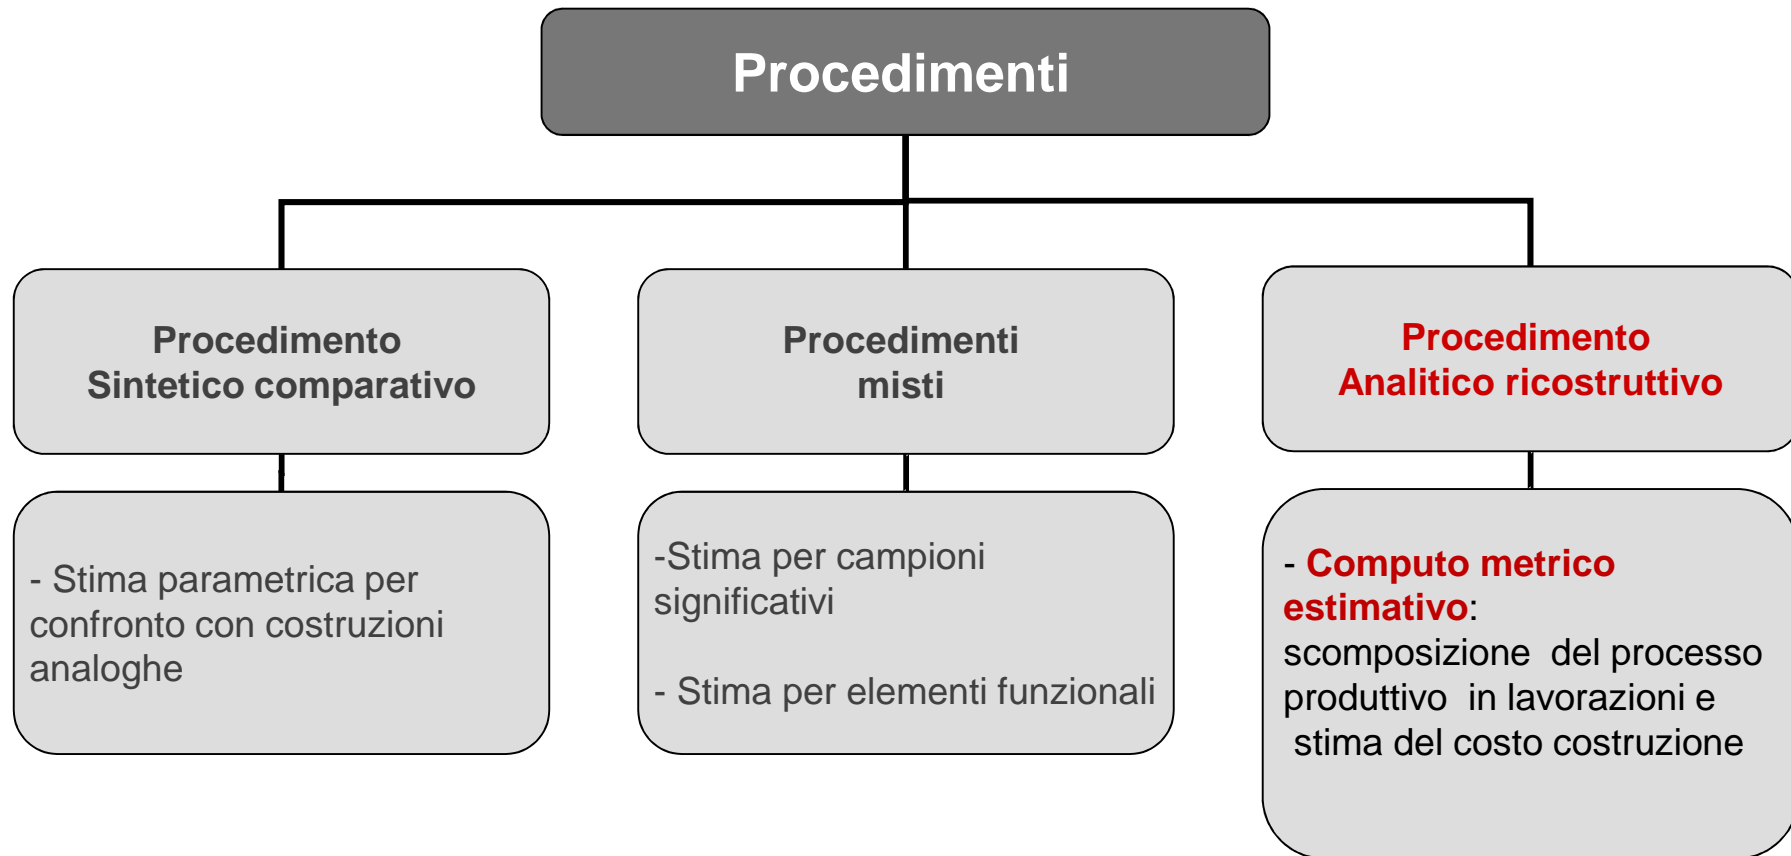 Procedimenti
Procedimento
Sintetico comparativo
Procedimenti
misti
Procedimento
Analitico ricostruttivo
- Stima parametrica per
confronto con costruzioni
analoghe
-Stima per campioni
significativi
- Stima per elementi funzionali
- Computo metrico
estimativo:
scomposizione del processo
produttivo in lavorazioni e
stima del costo costruzione